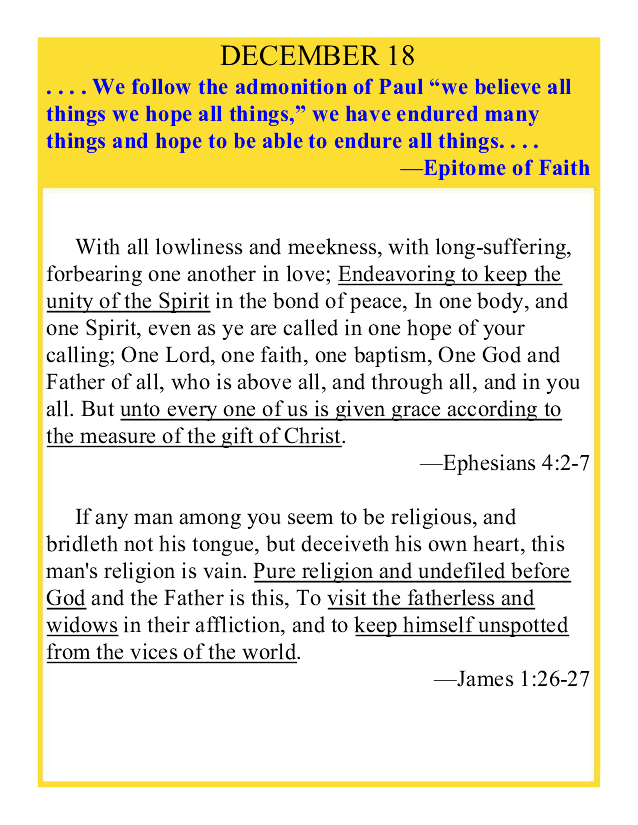 DECEMBER 18
. . . . We follow the admonition of Paul “we believe all
things we hope all things,” we have endured many
things and hope to be able to endure all things. . . .
—Epitome of Faith
With all lowliness and meekness, with long-suffering,
forbearing one another in love; Endeavoring to keep the
unity of the Spirit in the bond of peace, In one body, and
one Spirit, even as ye are called in one hope of your
calling; One Lord, one faith, one baptism, One God and
Father of all, who is above all, and through all, and in you
all. But unto every one of us is given grace according to
the measure of the gift of Christ.
—Ephesians 4:2-7
If any man among you seem to be religious, and
bridleth not his tongue, but deceiveth his own heart, this
man's religion is vain. Pure religion and undefiled before
God and the Father is this, To visit the fatherless and
widows in their affliction, and to keep himself unspotted
from the vices of the world.
—James 1:26-27